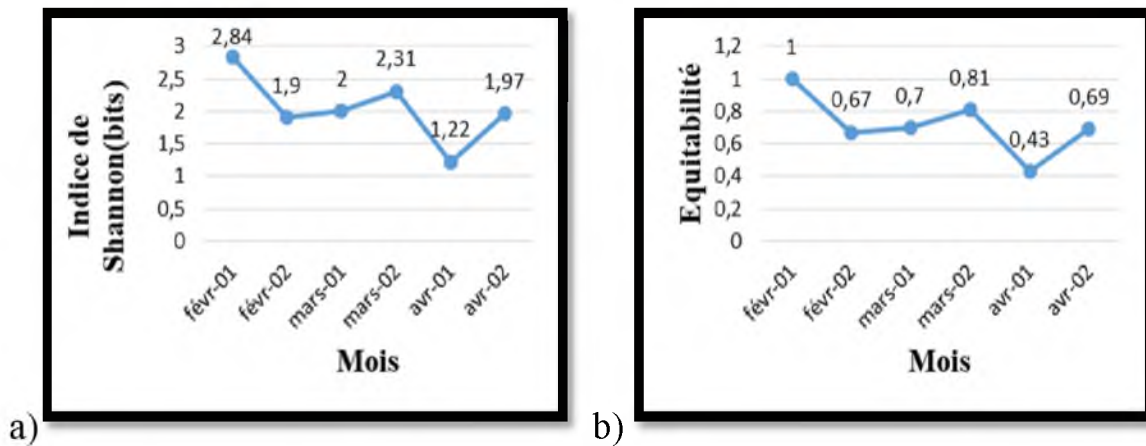 a)
Indice de
Shannon(bits)
3
2,5
2
1,5
1
0,5
0
2,84
1,9
2
2,31
1,22
1,97
févr-01
févr-02
mars-01
mars-02
avr-01
avr-02
Mois
b)
Equitabilité
1,2
1
0,8
0,6
0,4
0,2
0
1
0,67
0,7
0,81
0,43
0,69
févr-01
févr-02
mars-01
mars-02
avr-01
avr-02
Mois